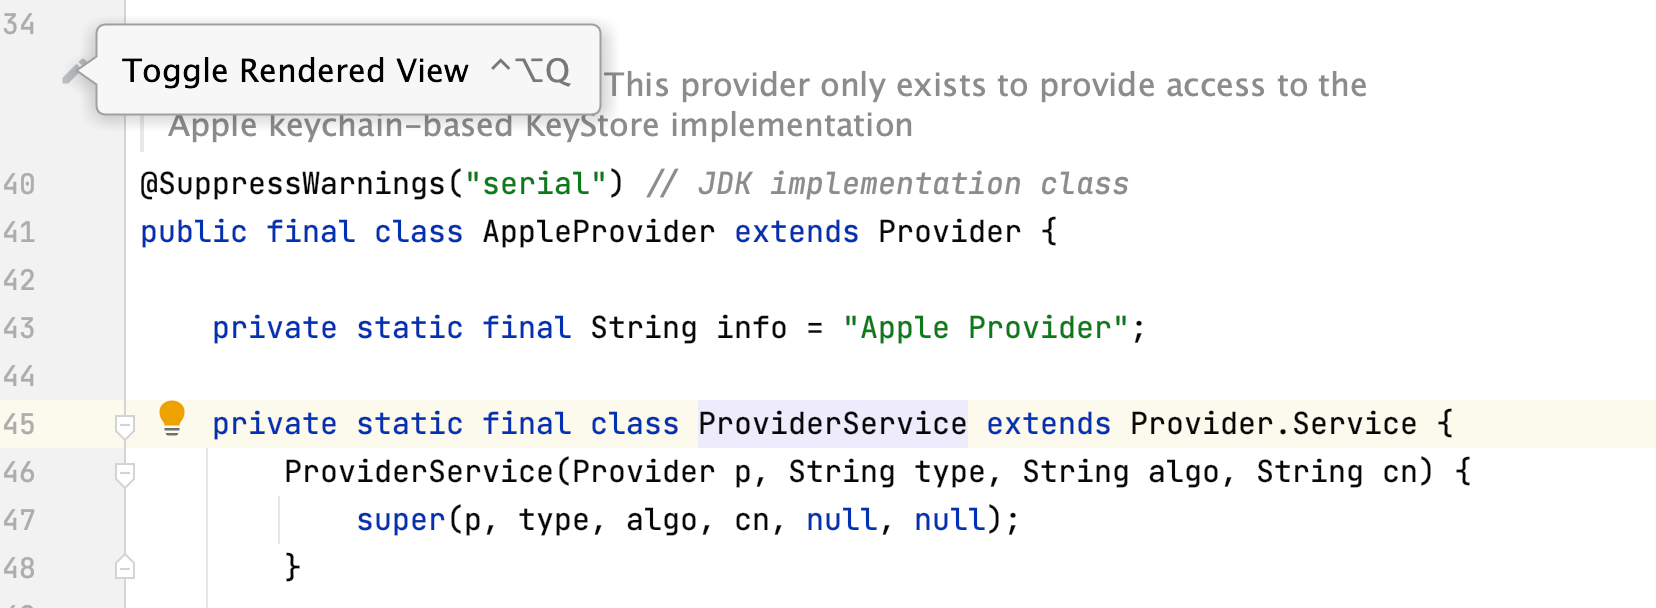 34
Toggle Rendered View ⌃⌥Q
This provider only exists to provide access to the
Apple keychain-based KeyStore implementation
40 @SuppressWarnings("serial") // JDK implementation class
41 public final class AppleProvider extends Provider {
42
43 private static final String info = "Apple Provider";
44
45 private static final class ProviderService extends Provider.Service {
46 ProviderService(Provider p, String type, String algo, String cn) {
47 super(p, type, algo, cn, null, null);
48 }